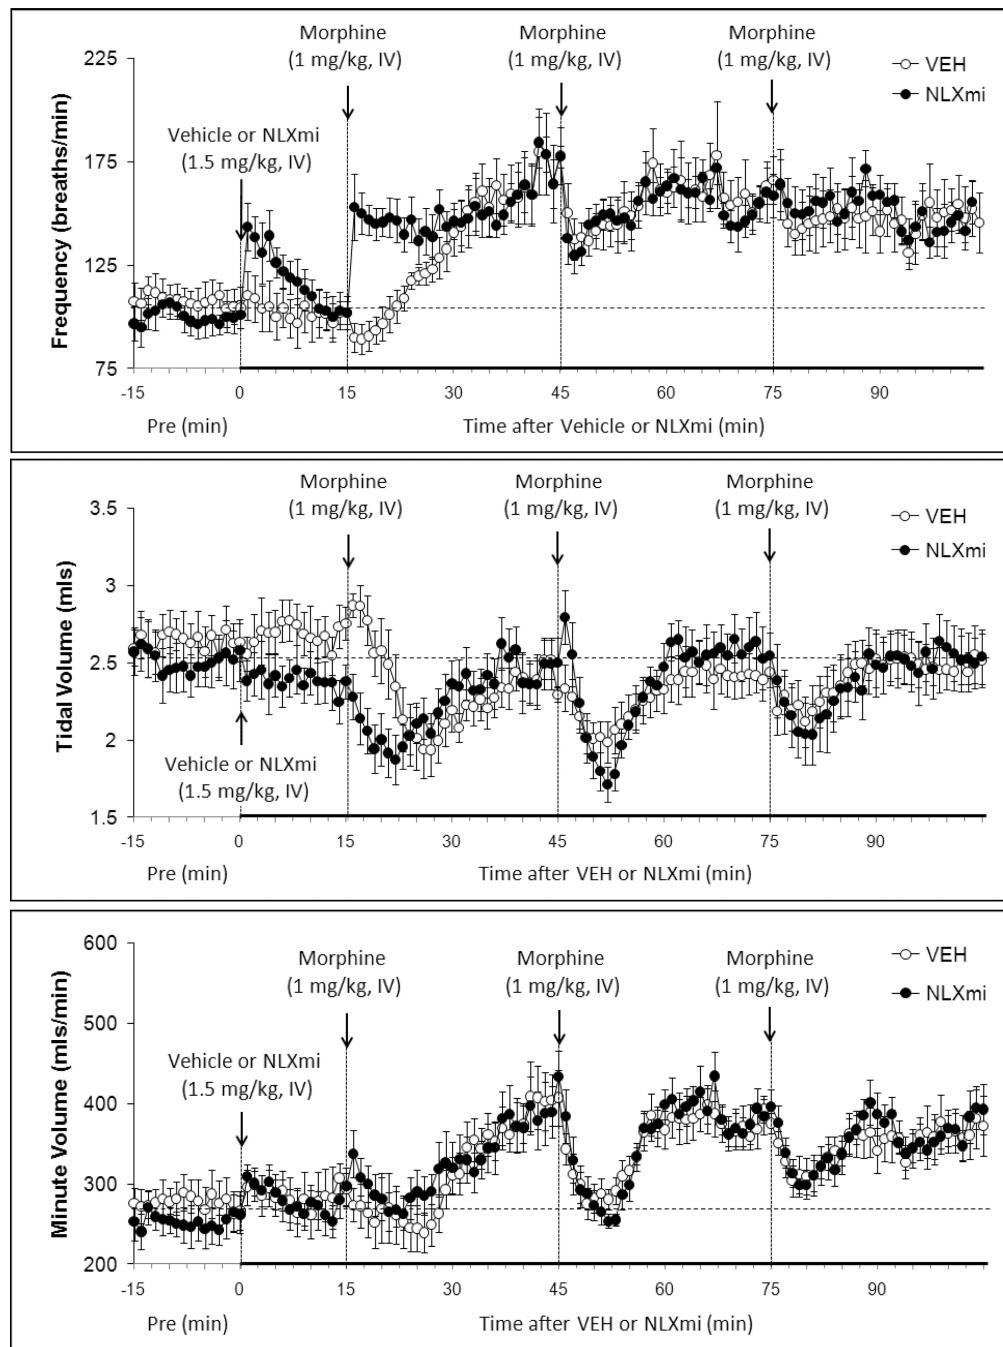 Morphine
(1 mg/kg, IV)
Morphine
(1 mg/kg, IV)
Morphine
(1 mg/kg, IV)
225
VEH
NLXmi
Vehicle or NLXmi
(1.5 mg/kg, IV)
175
125
75
Frequency (breaths/min)
-15 0 15 30 45 60 75 90
Pre (min) Time after Vehicle or NLXmi (min)
Morphine
(1 mg/kg, IV)
Morphine
(1 mg/kg, IV)
Morphine
(1 mg/kg, IV)
3.5
VEH
NLXmi
3
2.5
2
1.5
Tidal Volume (mls)
Vehicle or NLXmi
(1.5 mg/kg, IV)
-15 0 15 30 45 60 75 90
Pre (min) Time after VEH or NLXmi (min)
600
Morphine
(1 mg/kg, IV)
Morphine
(1 mg/kg, IV)
Morphine
(1 mg/kg, IV)
VEH
NLXmi
500
Vehicle or NLXmi
(1.5 mg/kg, IV)
400
300
200
Minute Volume (mls/min)
-15 0 15 30 45 60 75 90
Pre (min) Time after VEH or NLXmi (min)